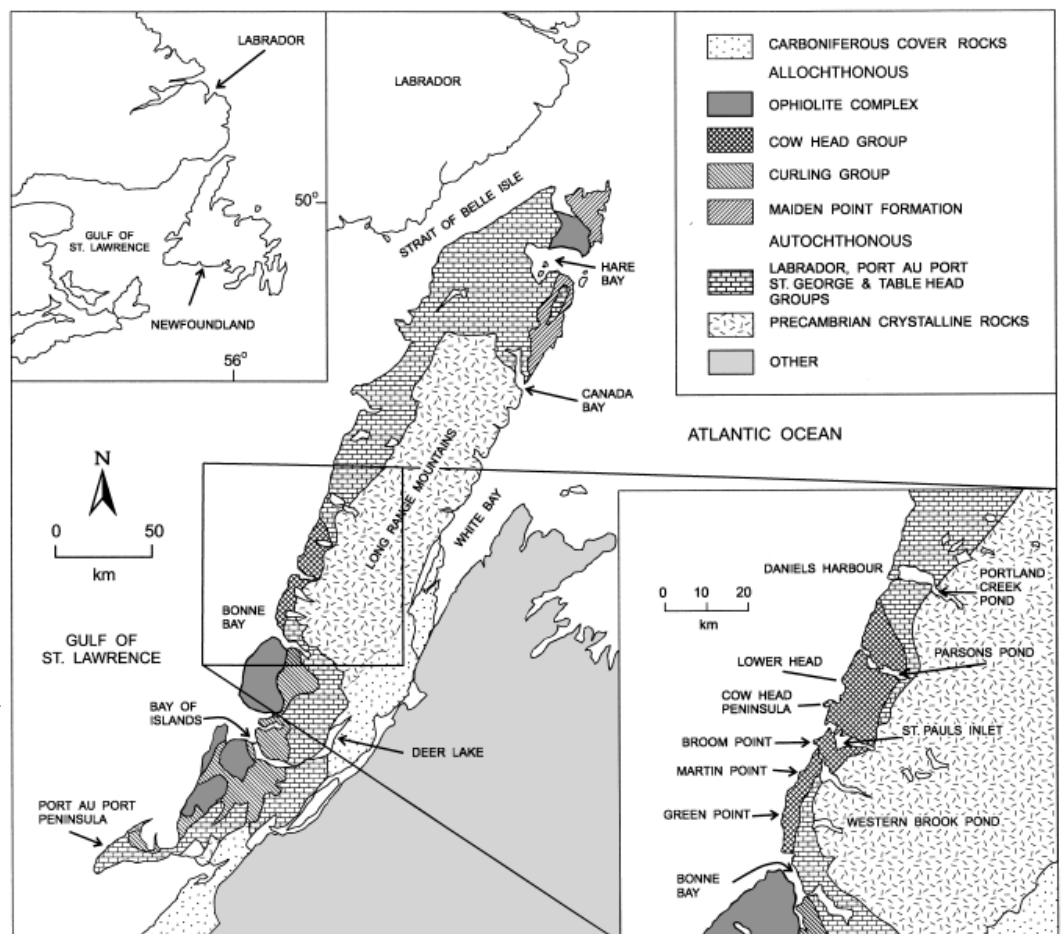 LABRADOR
50°
GULF OF
ST. LAWRENCE
NEWFOUNDLAND
56°
LABRADOR
STRAIT OF BELLE ISLE
HARE
BAY
CANADA
BAY
CARBONIFEROUS COVER ROCKS
ALLOCHTHONOUS
OPHIOLITE COMPLEX
COW HEAD GROUP
CURLING GROUP
MAIDEN POINT FORMATION
AUTOCHTHONOUS
LABRADOR, PORT AU PORT
ST. GEORGE & TABLE HEAD
GROUPS
PRECAMBRIAN CRYSTALLINE ROCKS
OTHER
ATLANTIC OCEAN
N
0 50
km
LONG RANGE MOUNTAINS
WHITE BAY
BONNE
BAY
GULF OF
ST. LAWRENCE
BAY OF
ISLANDS
DEER LAKE
PORT AU PORT
PENINSULA
DANIELS HARBOUR
PORTLAND
CREEK
POND
0 10 20
km
PARSONS POND
LOWER HEAD
COW HEAD
PENINSULA
ST. PAULS INLET
BROOM POINT
MARTIN POINT
GREEN POINT
WESTERN BROOK POND
BONNE
BAY